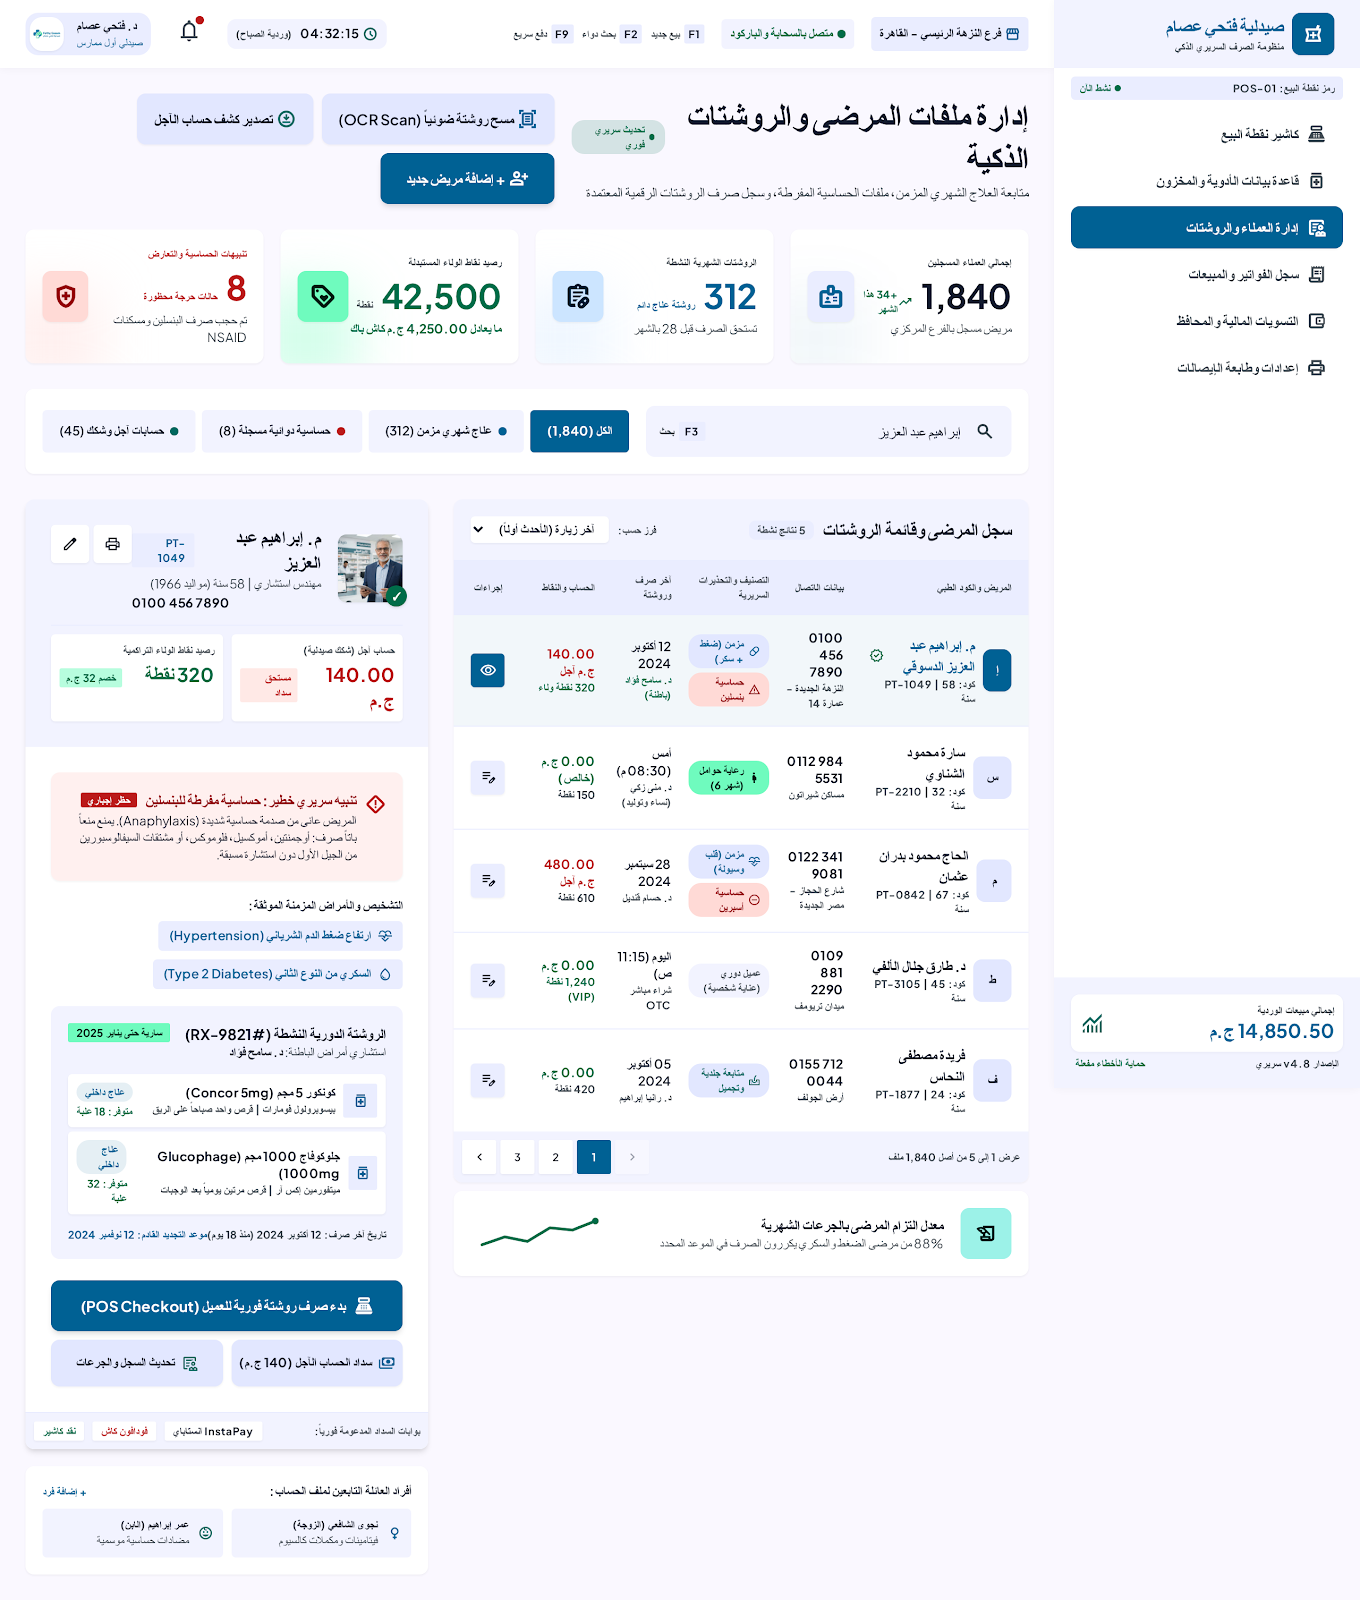 صيدلية فتحي عصام
منظومة الصرف السريري الذكي
رمز نقطة البيع: POS-01
نشط الآن
كاشير نقطة البيع
قاعدة بيانات الأدوية والمخزون
إدارة العملاء والروشتات
سجل الفواتير والمبيعات
التسويات المالية والمحافظ
إعدادات وطابعة الإيصالات
إجمالي مبيعات الوردية
14,850.50 ج.م
الإصدار v4.8 سريري
حماية الأخطاء مفعلة
فرع النزهة الرئيسي - القاهرة
متصل بالسحابة والباركود
F1 بيع جديد
F2 بحث دواء
F9 دفع سريع
04:32:15 (وردية الصباح)
د. فتحي عصام
صيدلي أول ممارس
إدارة ملفات المرضى والروشتات
الذكية
تحديث سريري
فوري
متابعة العلاج الشهري المزمن، ملفات الحساسية المفرطة، وسجل صرف الروشتات الرقمية المعتمدة
مسح روشتة ضوئياً (OCR Scan)
تصدير كشف حساب الآجل
+ إضافة مريض جديد
إجمالي العملاء المسجلين
1,840
+34 هذا
الشهر
مريض مسجل بالفرع المركزي
الروشتات الشهرية النشطة
312
روشتة علاج دائم
تستحق الصرف قبل 28 بالشهر
رصيد نقاط الولاء المستبدلة
42,500
نقطة
ما يعادل 4,250.00 ج.م كاش باك
تنبيهات الحساسية والتعارض
8
حالات حرجة محظورة
تم حجب صرف البنسلين ومسكنات
NSAID
إبراهيم عبد العزيز
F3 بحث
الكل (1,840)
علاج شهري مزمن (312)
حساسية دوائية مسجلة (8)
حسابات آجل وشكك (45)
سجل المرضى وقائمة الروشتات
5 نتائج نشطة
فرز حسب:
آخر زيارة (الأحدث أولاً)
المريض والكود الطبي
بيانات الاتصال
التصنيف والتحذيرات
السريرية
آخر صرف
وروشتة
الحساب والنقاط
إجراءات
إ
م. إبراهيم عبد
العزيز الدسوقي
كود: PT-1049 | 58
سنة
0100
456
7890
النزهة الجديدة -
عمارة 14
مزمن (ضغط
+ سكر)
حساسية
بنسلين
12 أكتوبر
2024
د. سامح فؤاد
(باطنة)
140.00
ج.م آجل
320 نقطة ولاء
س
سارة محمود
الشناوي
كود: PT-2210 | 32
سنة
0112 984
5531
مساكن شيراتون
رعاية حوامل
(شهر 6)
أمس
(08:30 م)
د. منى زكي
(نساء وتوليد)
0.00 ج.م
(خالص)
150 نقطة
م
الحاج محمود بدران
عثمان
كود: PT-0842 | 67
سنة
0122 341
9081
شارع الحجاز -
مصر الجديدة
مزمن (قلب
وسيولة)
حساسية
أسبرين
28 سبتمبر
2024
د. حسام قنديل
480.00
ج.م آجل
610 نقطة
ط
د. طارق جلال الألفي
كود: PT-3105 | 45
سنة
0109
881
2290
ميدان تريومف
عميل دوري
(عناية شخصية)
اليوم (11:15
ص)
شراء مباشر
OTC
0.00 ج.م
1,240 نقطة
(VIP)
ف
فريدة مصطفى
النحاس
كود: PT-1877 | 24
سنة
0155 712
0044
أرض الجولف
متابعة جلدية
وتجميل
05 أكتوبر
2024
د. رانيا إبراهيم
0.00 ج.م
420 نقطة
عرض 1 إلى 5 من أصل 1,840 ملف
1
2
3
معدل التزام المرضى بالجرعات الشهرية
88% من مرضى الضغط والسكري يكررون الصرف في الموعد المحدد
م. إبراهيم عبد
العزيز
PT-
1049
مهندس استشاري | 58 سنة (مواليد 1966)
0100 456 7890
حساب آجل (شكك صيدلية)
140.00
ج.م
مستحق
سداد
رصيد نقاط الولاء التراكمية
320 نقطة
خصم 32 ج.م
تنبيه سريري خطير: حساسية مفرطة للبنسلين
حظر إجباري
المريض عانى من صدمة حساسية شديدة (Anaphylaxis). يمنع منعاً
باتاً صرف: أوجمنتين، أموكسيل، فلوموكس، أو مشتقات السيفالوسبورين
من الجيل الأول دون استشارة مسبقة.
التشخيص والأمراض المزمنة الموثقة:
ارتفاع ضغط الدم الشرياني (Hypertension)
السكري من النوع الثاني (Type 2 Diabetes)
الروشتة الدورية النشطة (#RX-9821)
سارية حتى يناير 2025
استشاري أمراض الباطنة: د. سامح فؤاد
كونكور 5 مجم (Concor 5mg)
بيسوبرولول فومارات | قرص واحد صباحاً على الريق
علاج داخلي
متوفر: 18 علبة
جلوكوفاج 1000 مجم (Glucophage
1000mg)
ميتفورمين إكس آر | قرص مرتين يومياً بعد الوجبات
علاج
داخلي
متوفر: 32
علبة
تاريخ آخر صرف: 12 أكتوبر 2024 (منذ 18 يوم)
موعد التجديد القادم: 12 نوفمبر 2024
بدء صرف روشتة فورية للعميل (POS Checkout)
سداد الحساب الآجل (140 ج.م)
تحديث السجل والجرعات
بوابات السداد المدعومة فورياً:
InstaPay انستاباي
فودافون كاش
نقد كاشير
أفراد العائلة التابعين لملف الحساب:
+ إضافة فرد
نجوى الشافعي (الزوجة)
فيتامينات ومكملات كالسيوم
عمر إبراهيم (الابن)
مضادات حساسية موسمية